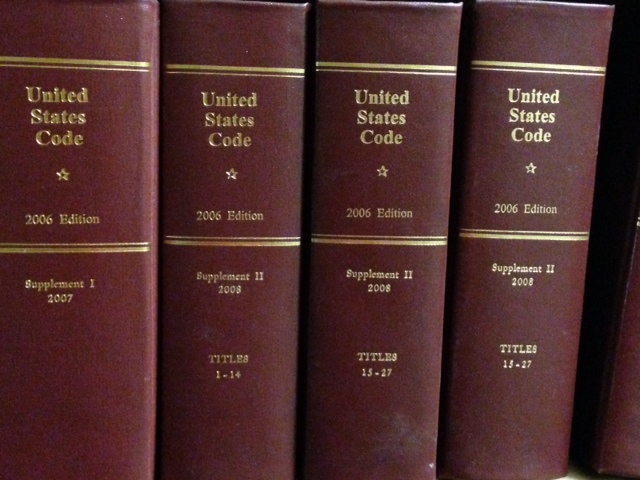 United
States
Code
2006 Edition
Supplement I
2007
United
States
Code
2006 Edition
Supplement II
2008
TITLES
1-14
United
States
Code
2006 Edition
Supplement II
2008
TITLES
15-27
United
States
Code
2006 Edition
Supplement II
2008
TITLES
15-27